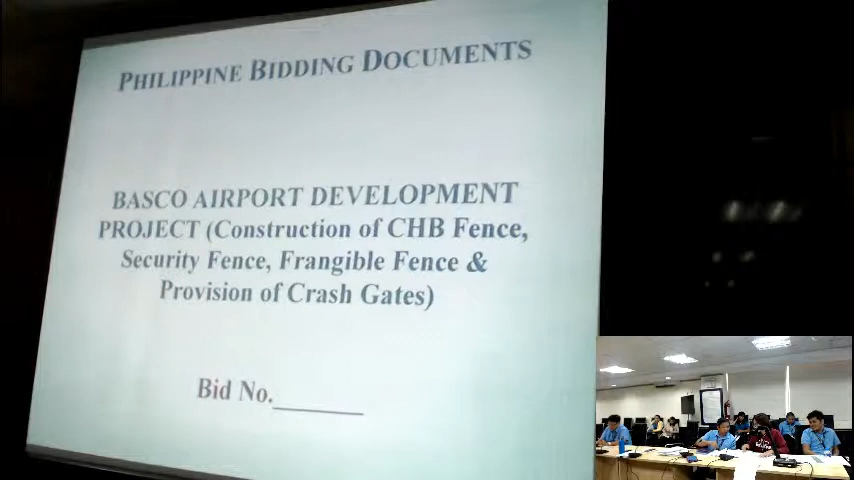 PHILIPPINE BIDDING DOCUMENTS
BASCO AIRPORT DEVELOPMENT
PROJECT (Construction of CHB Fence,
Security Fence, Frangible Fence &
Provision of Crash Gates)
Bid No.__________